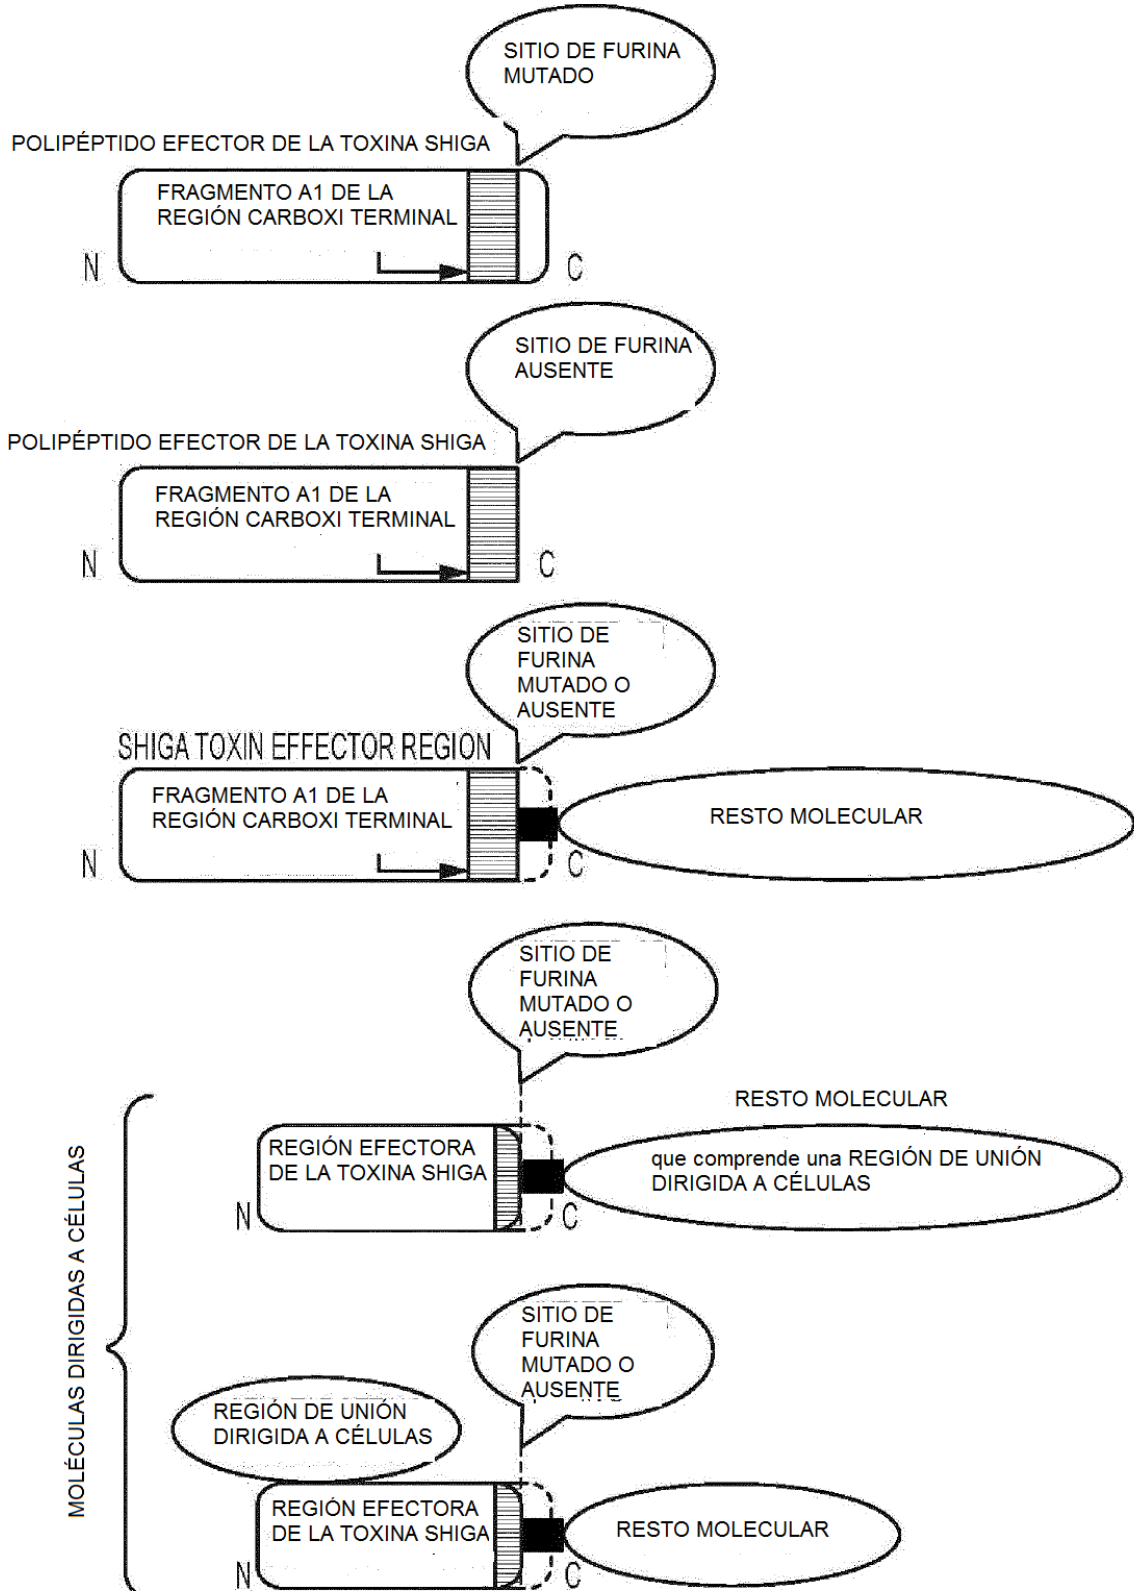 SITIO DE FURINA
MUTADO
POLIPÉPTIDO EFECTOR DE LA TOXINA SHIGA
FRAGMENTO A1 DE LA
REGIÓN CARBOXI TERMINAL
N
C
SITIO DE FURINA
AUSENTE
POLIPÉPTIDO EFECTOR DE LA TOXINA SHIGA
FRAGMENTO A1 DE LA
REGIÓN CARBOXI TERMINAL
N
C
SITIO DE
FURINA
MUTADO O
AUSENTE
SHIGA TOXIN EFFECTOR REGION
FRAGMENTO A1 DE LA
REGIÓN CARBOXI TERMINAL
RESTO MOLECULAR
N
C
SITIO DE
FURINA
MUTADO O
AUSENTE
MOLÉCULAS DIRIGIDAS A CÉLULAS
RESTO MOLECULAR
REGIÓN EFECTORA
DE LA TOXINA SHIGA
que comprende una REGIÓN DE UNIÓN
DIRIGIDA A CÉLULAS
N
C
SITIO DE
FURINA
MUTADO O
AUSENTE
REGIÓN DE UNIÓN
DIRIGIDA A CÉLULAS
REGIÓN EFECTORA
DE LA TOXINA SHIGA
RESTO MOLECULAR
N
C